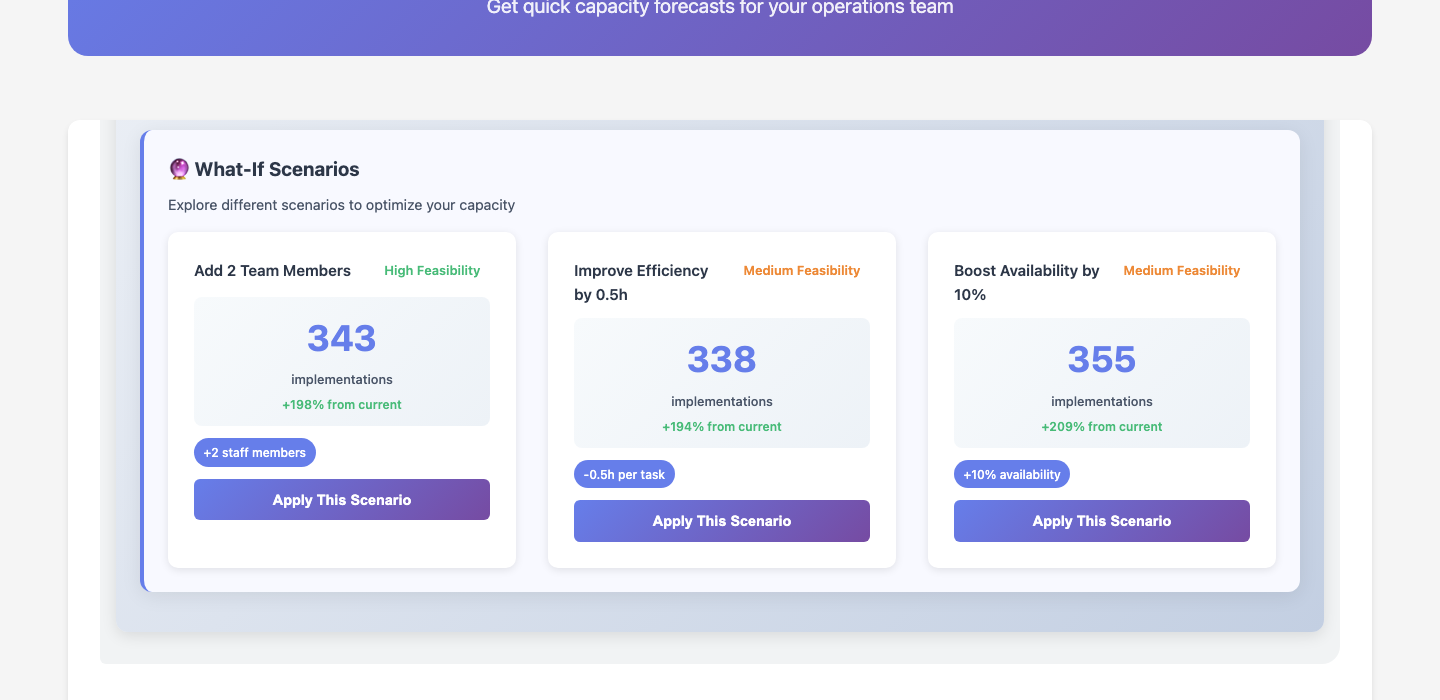 Get quick capacity forecasts for your operations team
🔮 What-If Scenarios
Explore different scenarios to optimize your capacity
Add 2 Team Members
High Feasibility
343
implementations
+198% from current
+2 staff members
Apply This Scenario
Improve Efficiency
by 0.5h
Medium Feasibility
338
implementations
+194% from current
-0.5h per task
Apply This Scenario
Boost Availability by
10%
Medium Feasibility
355
implementations
+209% from current
+10% availability
Apply This Scenario